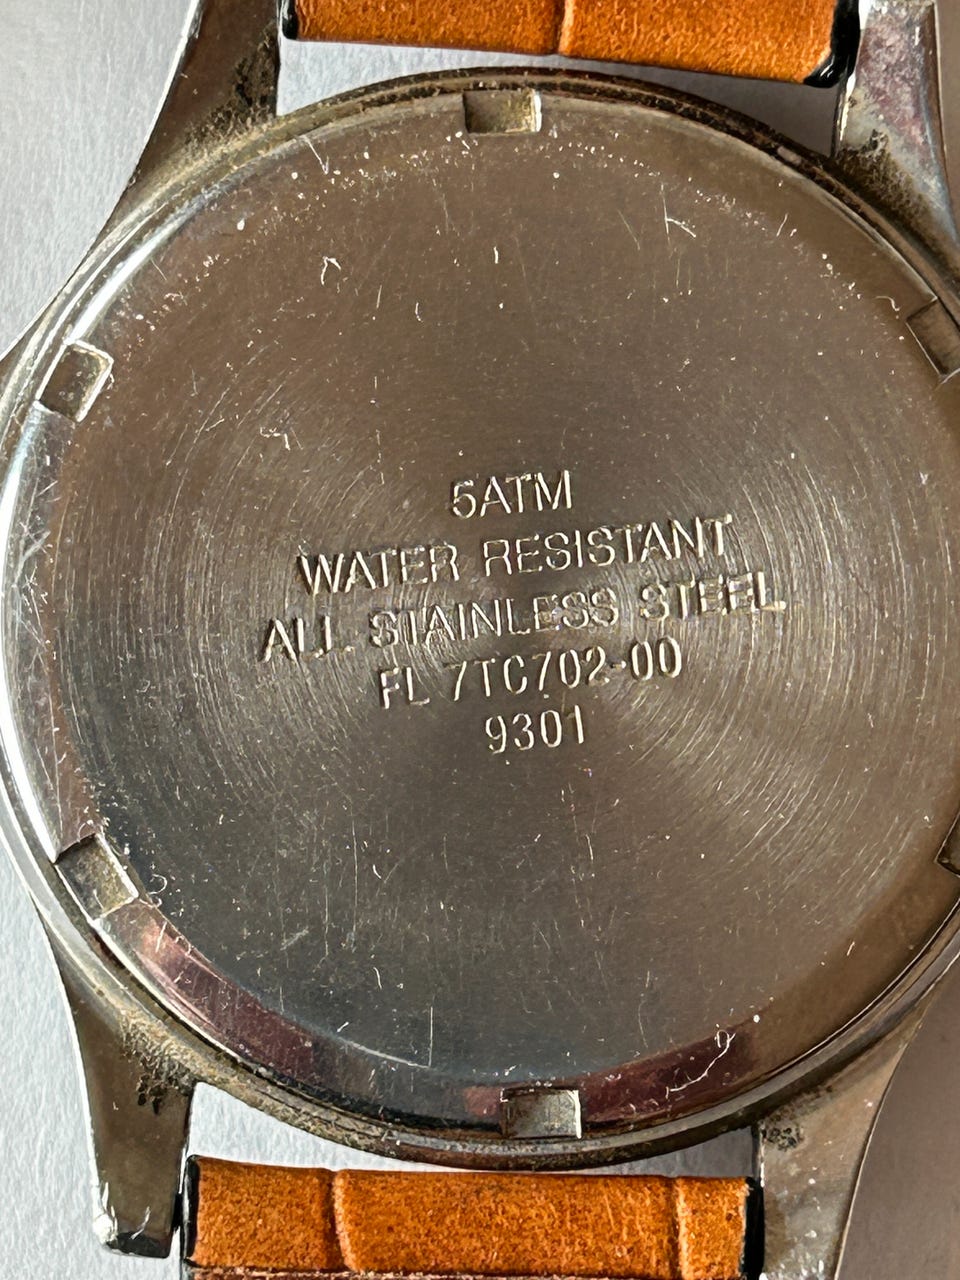 5ATM
WATER RESISTANT
ALL STAINLESS STEEL
FL 7TC702-00
9301